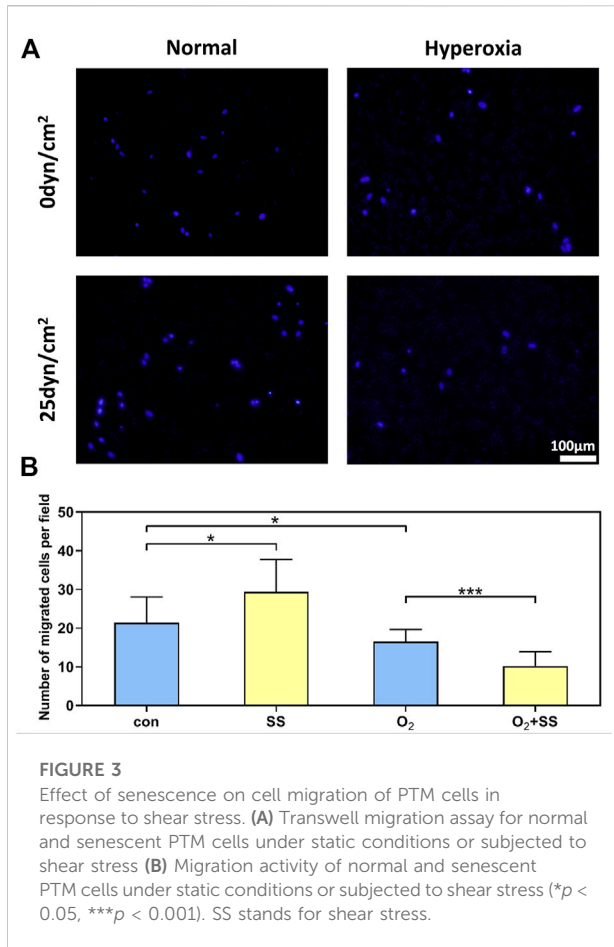 A
Normal
Hyperoxia
0dyn/cm²
25dyn/cm²
100μm
B
Number of migrated cells per field
50
40
30
20
10
0
*
*
***
con
SS
O₂
O₂+SS
FIGURE 3
Effect of senescence on cell migration of PTM cells in
response to shear stress. (A) Transwell migration assay for normal
and senescent PTM cells under static conditions or subjected to
shear stress (B) Migration activity of normal and senescent
PTM cells under static conditions or subjected to shear stress (*p <
0.05, ***p < 0.001). SS stands for shear stress.